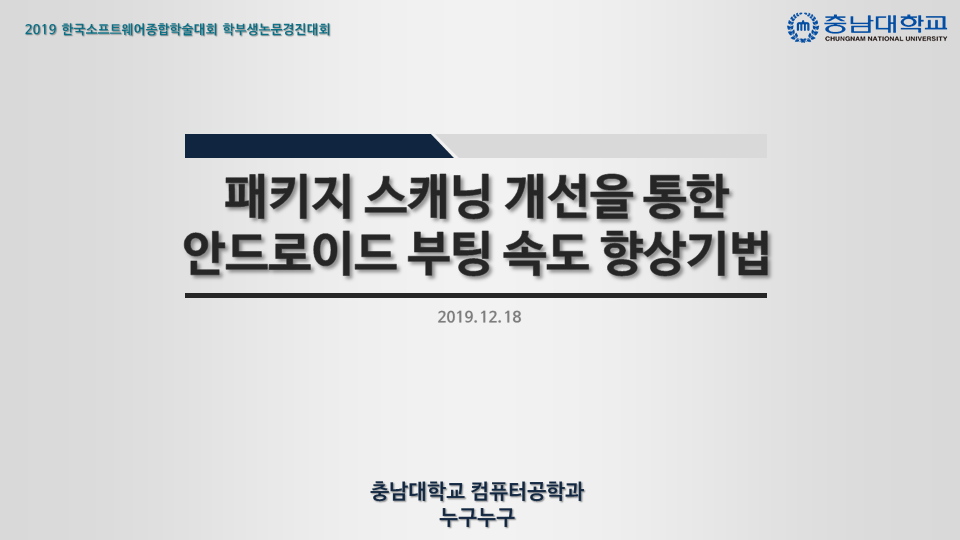 2019 한국소프트웨어종합학술대회 학부생논문경진대회
충남대학교
CHUNGNAM NATIONAL UNIVERSITY
패키지 스캐닝 개선을 통한
안드로이드 부팅 속도 향상기법
2019.12.18
충남대학교 컴퓨터공학과
누구누구